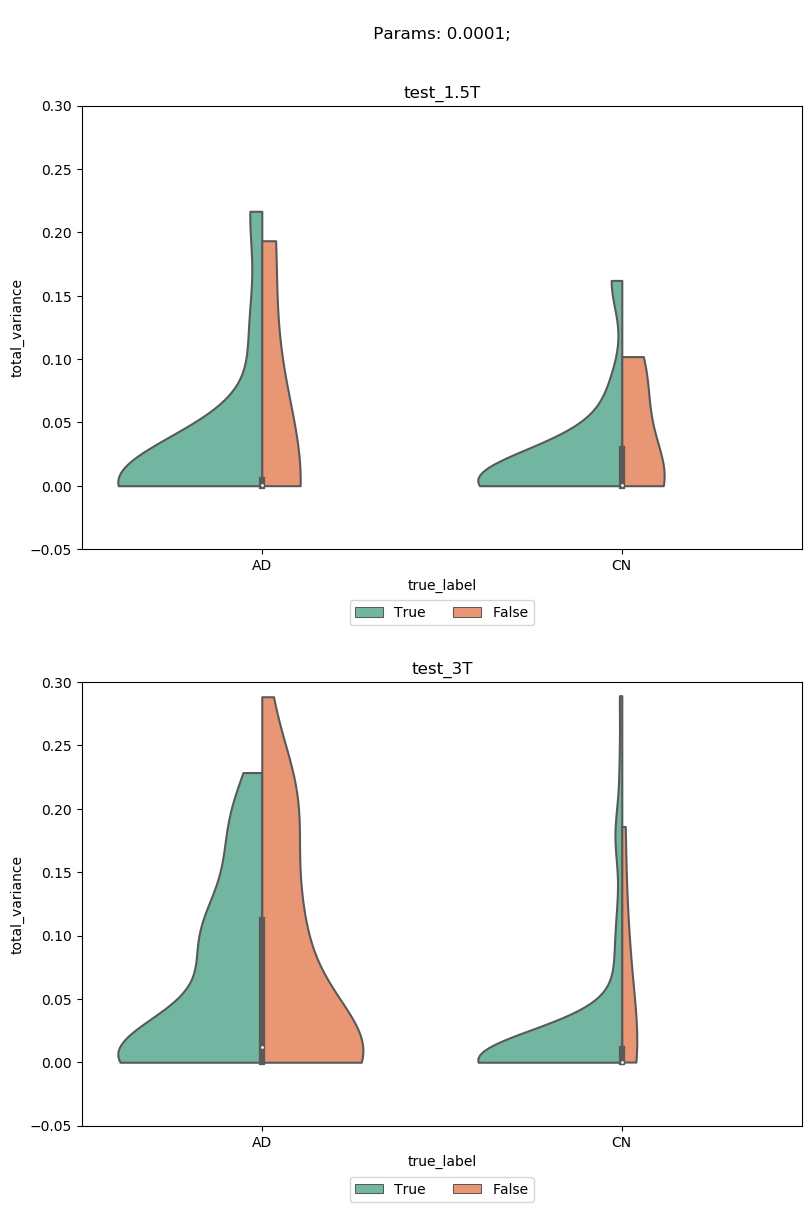 Params: 0.0001;
test_1.5T
0.30
0.25
0.20
0.15
0.10
0.05
0.00
−0.05
total_variance
AD CN
true_label
True False
test_3T
0.30
0.25
0.20
0.15
0.10
0.05
0.00
−0.05
total_variance
AD CN
true_label
True False